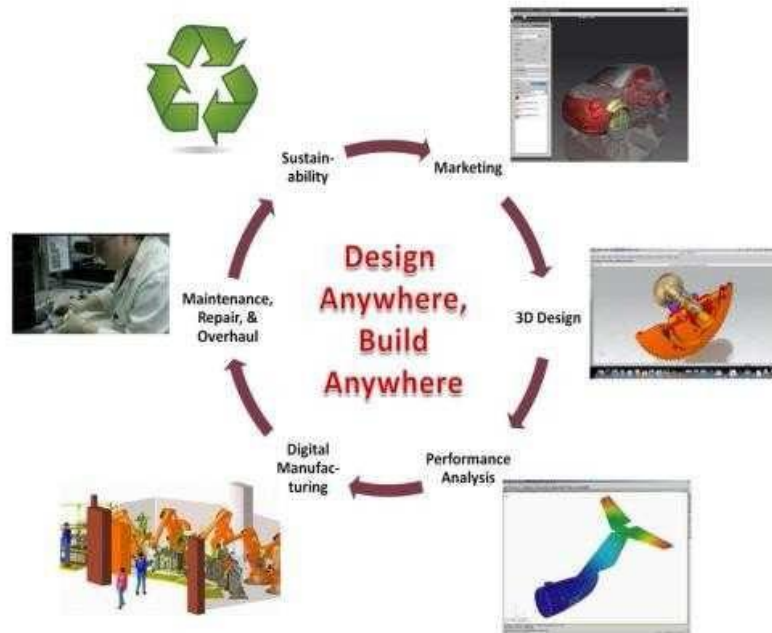 Sustain-
ability
Marketing
Design
Anywhere,
Build
Anywhere
Maintenance,
Repair, &
Overhaul
3D Design
Digital
Manufac-
turing
Performance
Analysis